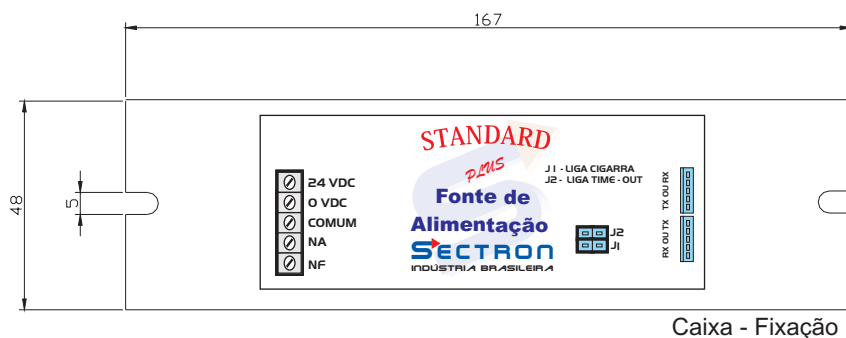 167
48
5
24 VDC
0 VDC
COMUM
NA
NF
STANDARD
PLUS
Fonte de
Alimentação
SECTRON
INDÚSTRIA BRASILEIRA
J1 - LIGA CIGARRA
J2 - LIGA TIME - OUT
J2
J1
TX OU RX
RX OU TX
Caixa - Fixação